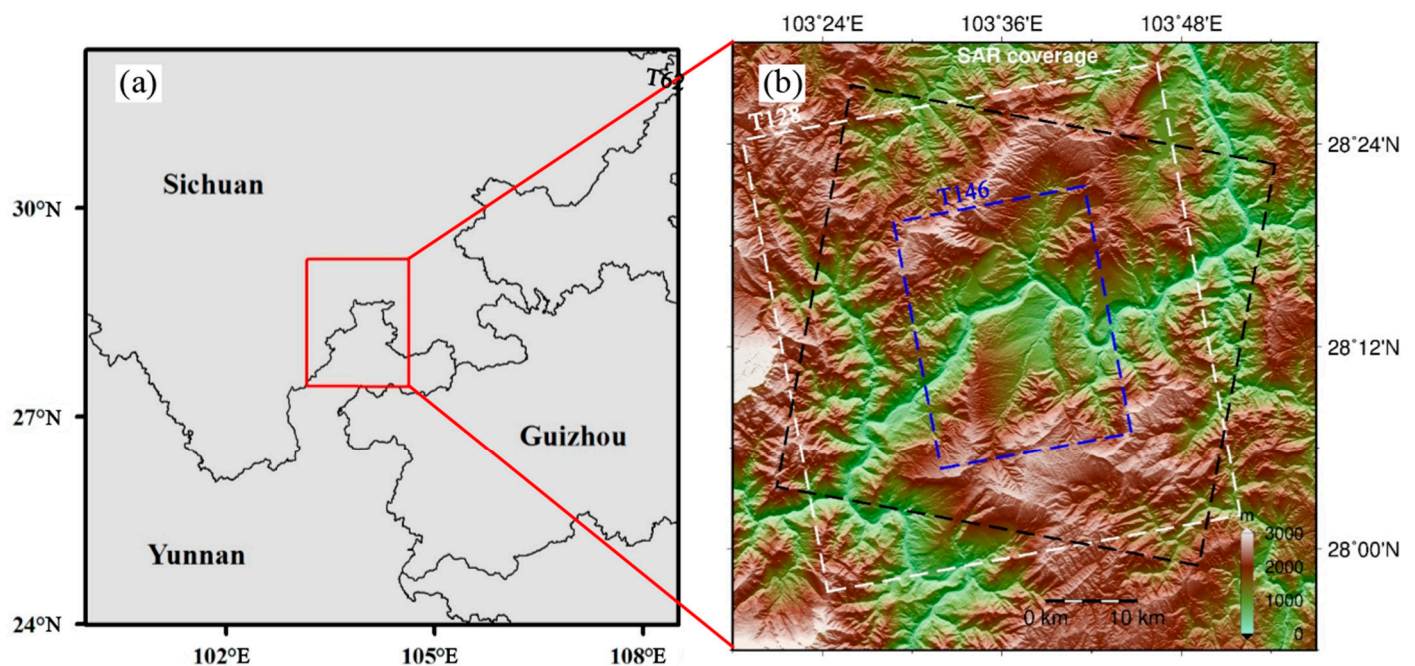 (a)
T62
Sichuan
Guizhou
Yunnan
30°N
27°N
24°N
102°E
105°E
108°E
103°24'E
103°36'E
103°48'E
(b)
SAR coverage
T128
T146
28°24'N
28°12'N
28°00'N
m
3000
2000
1000
0
0 km
10 km